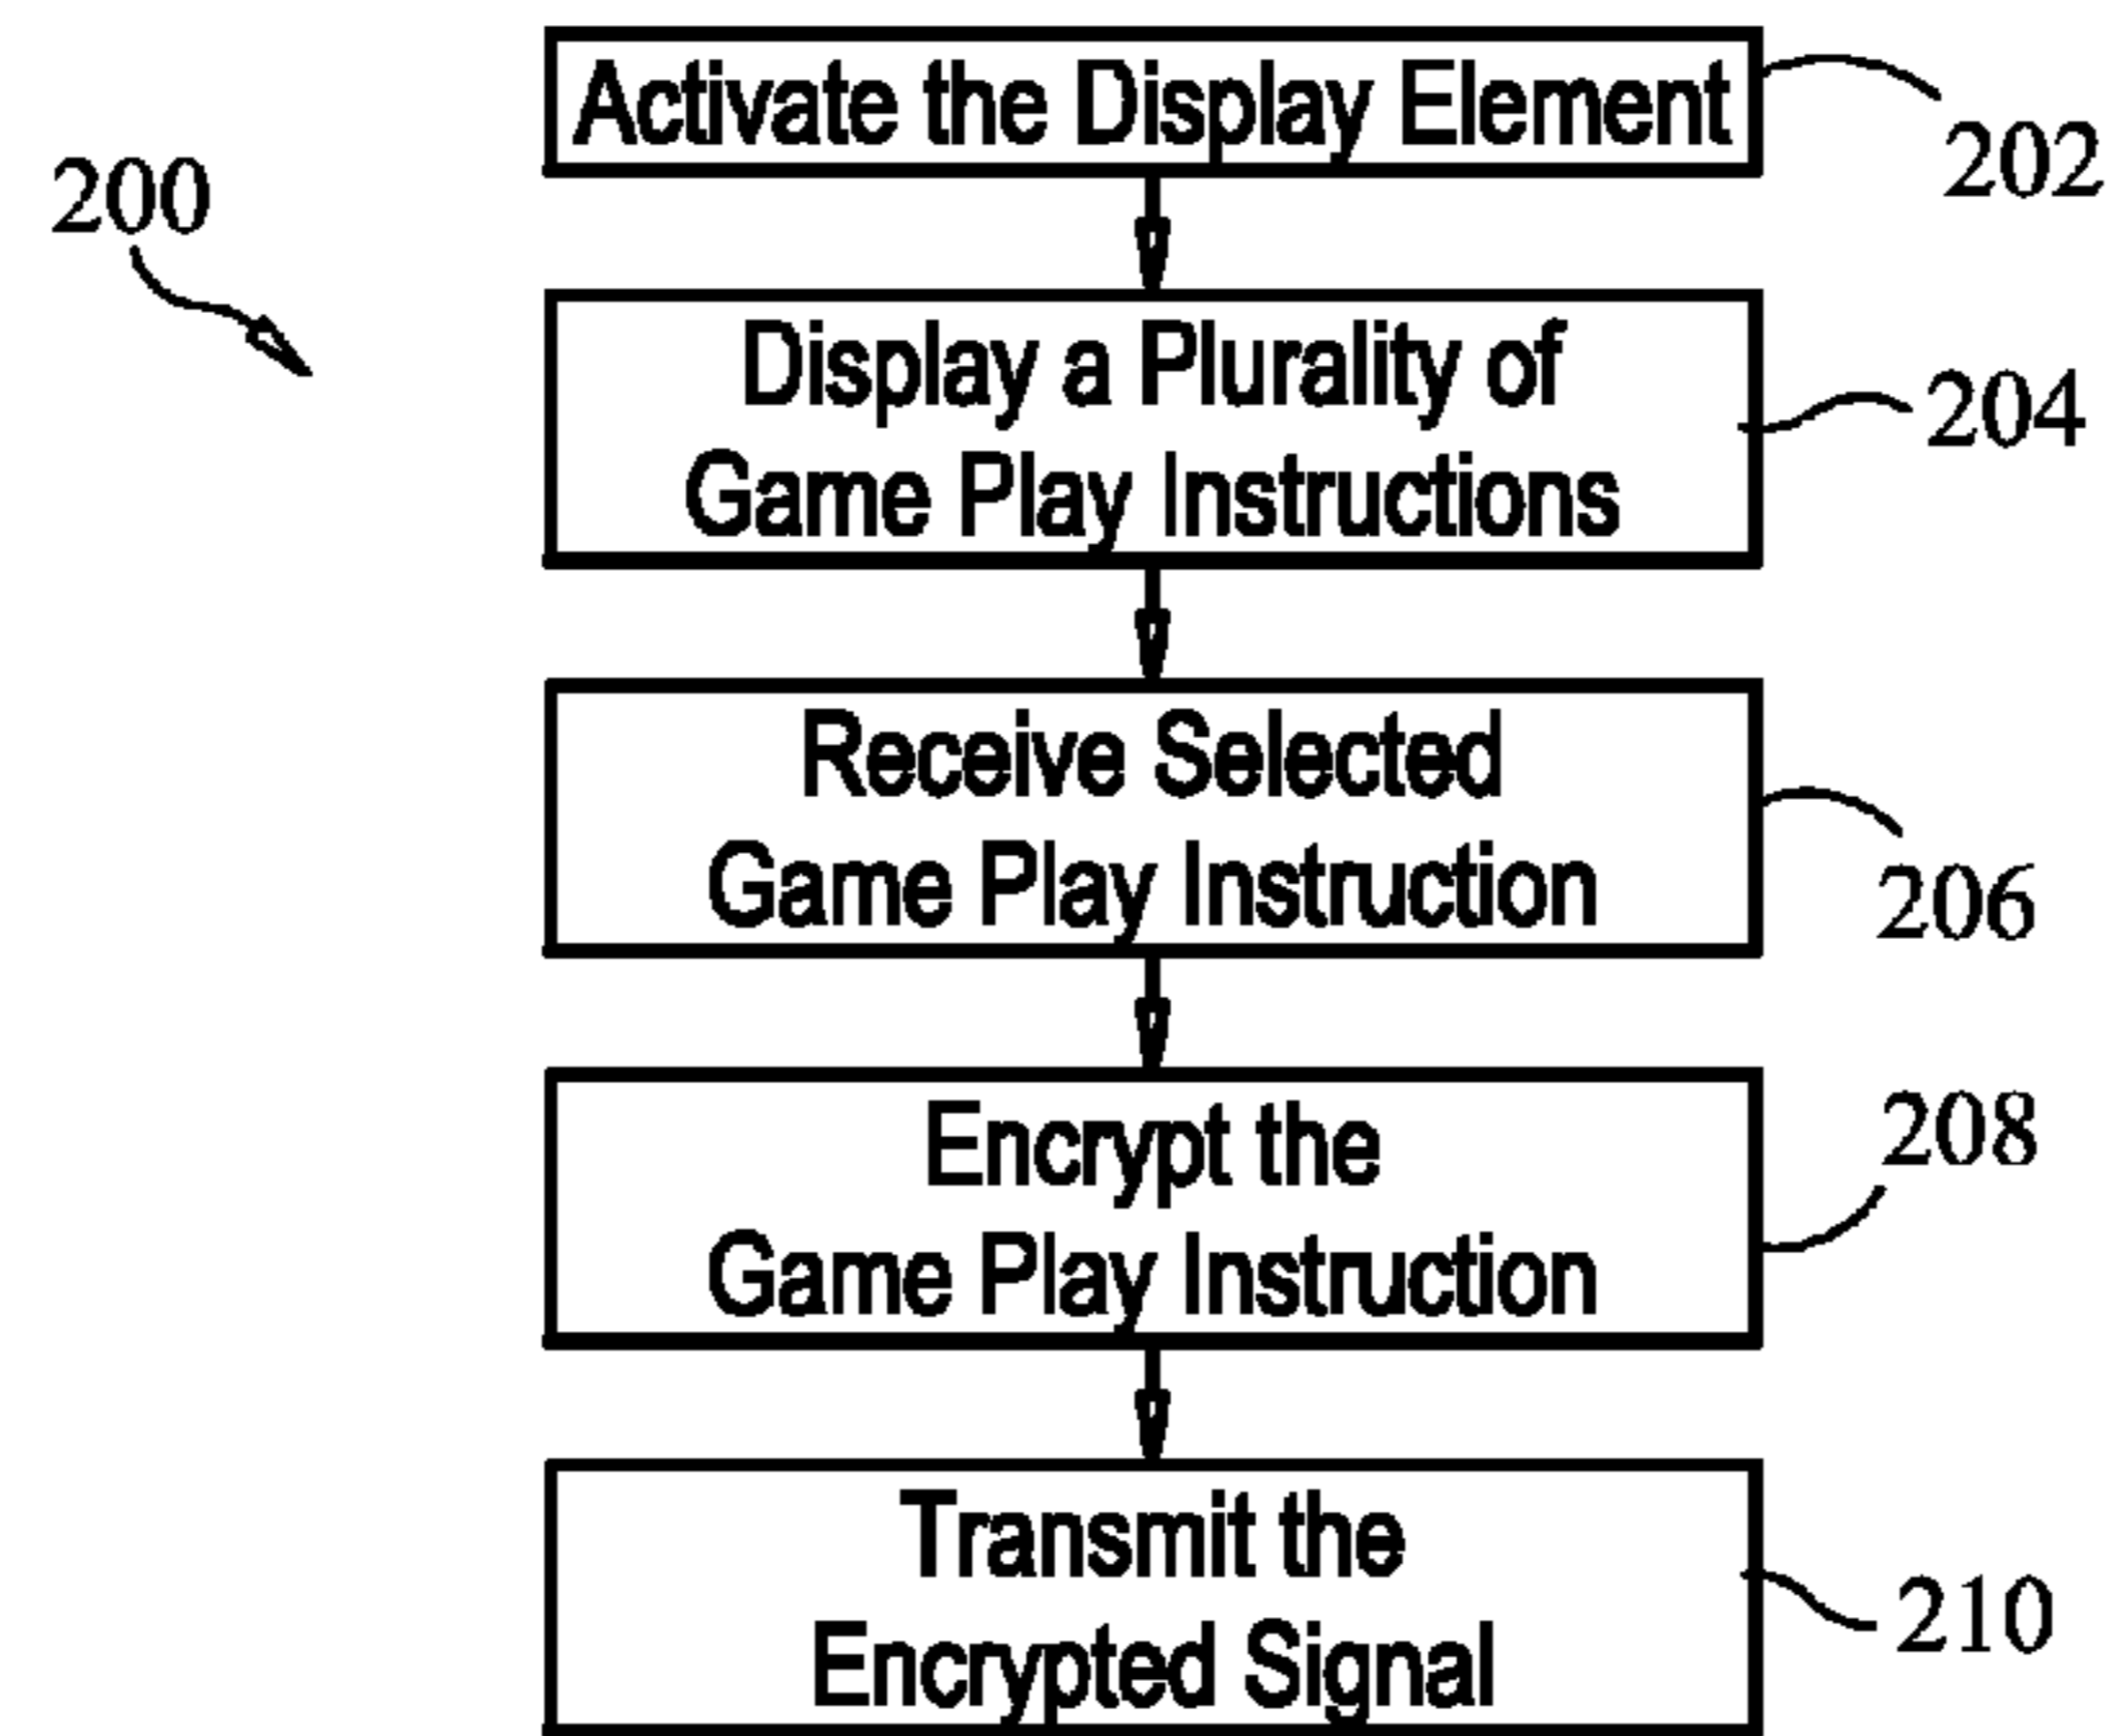 Activate the Display Element
202
200
Display a Plurality of
Game Play Instructions
204
Receive Selected
Game Play Instruction
206
Encrypt the
Game Play Instruction
208
Transmit the
Encrypted Signal
210